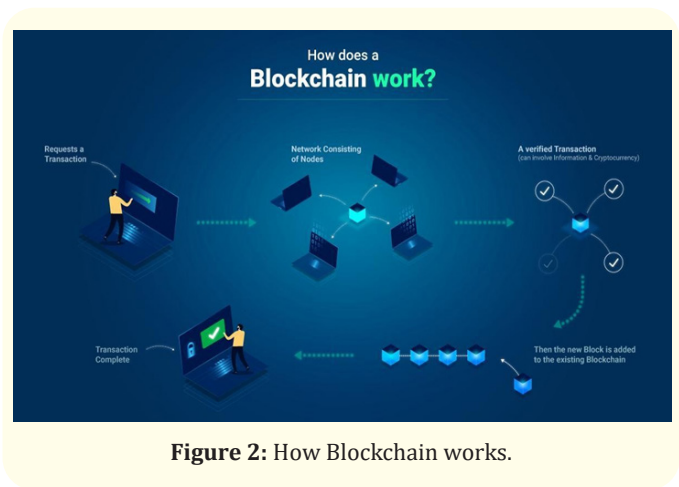 How does a
Blockchain work?
Requests a
Transaction
Network Consisting
of Nodes
A verified Transaction
(can involve Information & Cryptocurrency)
Transaction
Complete
Then the new Block is added
to the existing Blockchain
Figure 2: How Blockchain works.